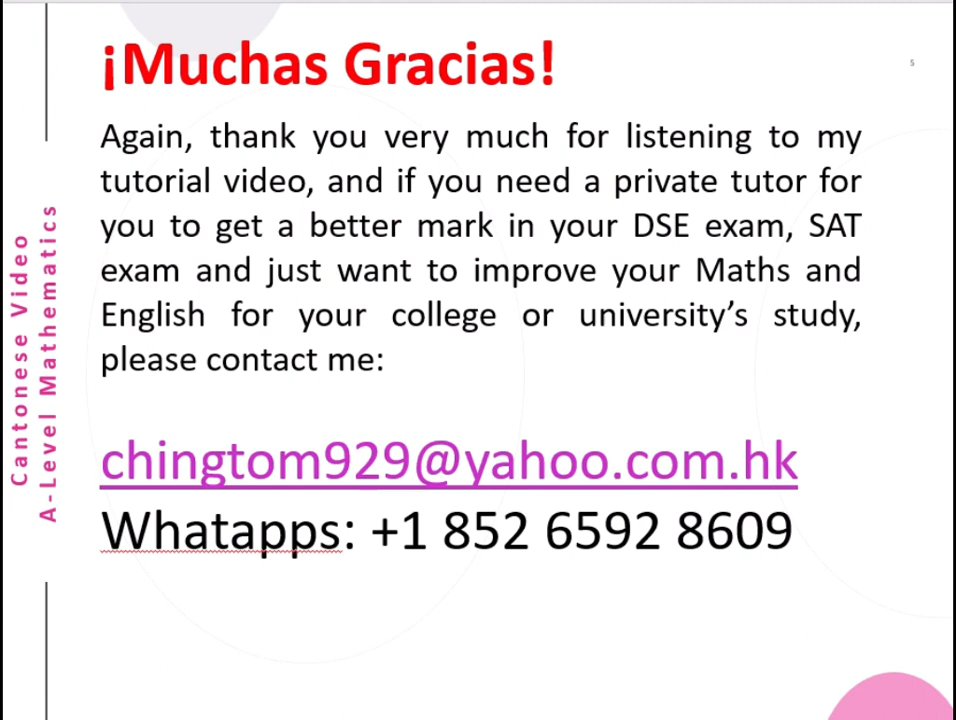 ¡Muchas Gracias!
5
Again, thank you very much for listening to my
tutorial video, and if you need a private tutor for
you to get a better mark in your DSE exam, SAT
exam and just want to improve your Maths and
English for your college or university’s study,
please contact me:
chingtom929@yahoo.com.hk
Whatapps: +1 852 6592 8609
Cantonese Video
A-Level Mathematics